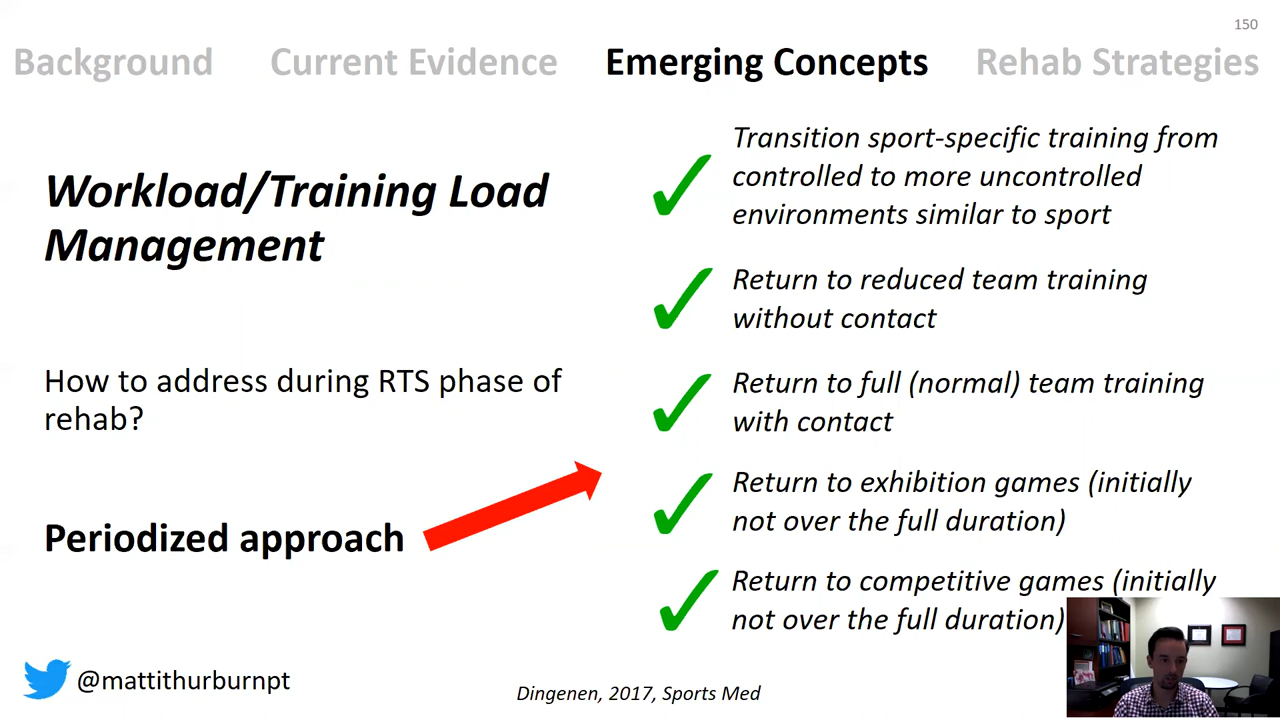 150
Background Current Evidence Emerging Concepts Rehab Strategies
Workload/Training Load
Management
How to address during RTS phase of
rehab?
Periodized approach
Transition sport-specific training from
controlled to more uncontrolled
environments similar to sport
Return to reduced team training
without contact
Return to full (normal) team training
with contact
Return to exhibition games (initially
not over the full duration)
Return to competitive games (initially
not over the full duration)
@mattithurburnpt
Dingenen, 2017, Sports Med